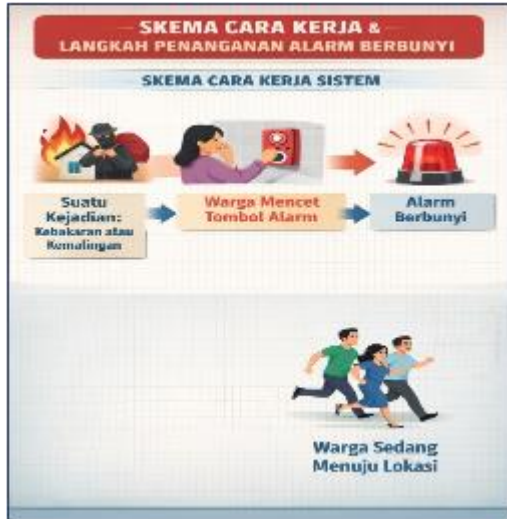 SKEMA CARA KERJA &
LANGKAH PENANGANAN ALARM BERBUNYI
SKEMA CARA KERJA SISTEM
Suatu
Kejadian:
Kebakaran atau
Kemalingan
Warga Mencet
Tombol Alarm
Alarm
Berbunyi
Warga Sedang
Menuju Lokasi